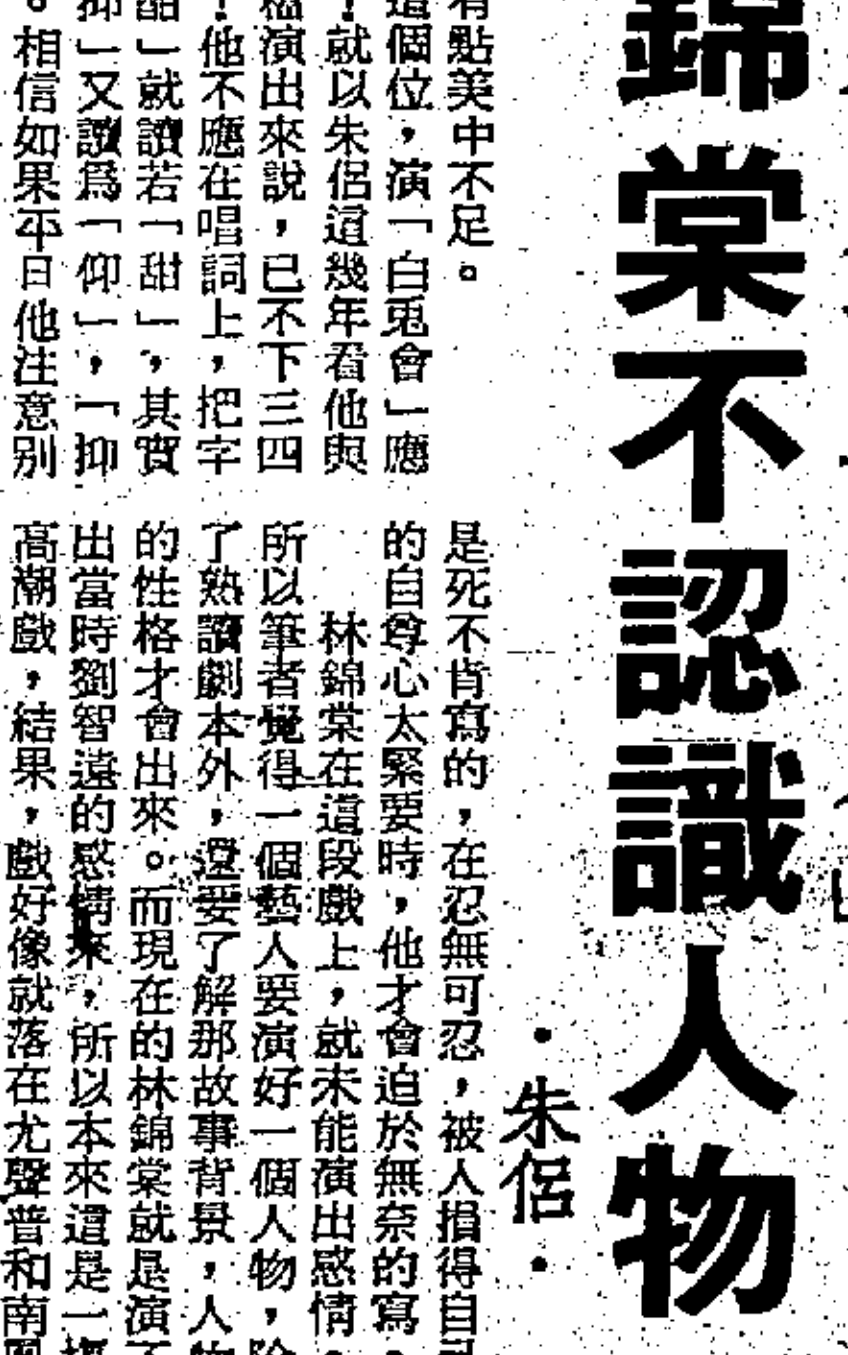 錦棠不認識人物
·朱侣·
有點美中不足。
這個位，演「白兎會」應
！就以朱侣這幾年看他與
檔演出來說，已不下三四
！他不應在唱詞上，把字
甜」就讀若「甜」，其實
抑」又讀爲「仰」，「抑
。相信如果平日他注意别
是死不肯寫的，在忍無可忍，被人捐得自
的自尊心太緊要時，他才會迫於無奈的寫。
林錦棠在這段戲上，就未能演出感情。
所以筆者覺得一個藝人要演好一個人物，除
了熟讀劇本外，還要了解那故事背景，人物
的性格才會出來。而現在的林錦棠就是演不
出當時劉智遠的感情來，所以本來這是一
高潮戲，結果，戲好像就落在尤聲普和南鳳